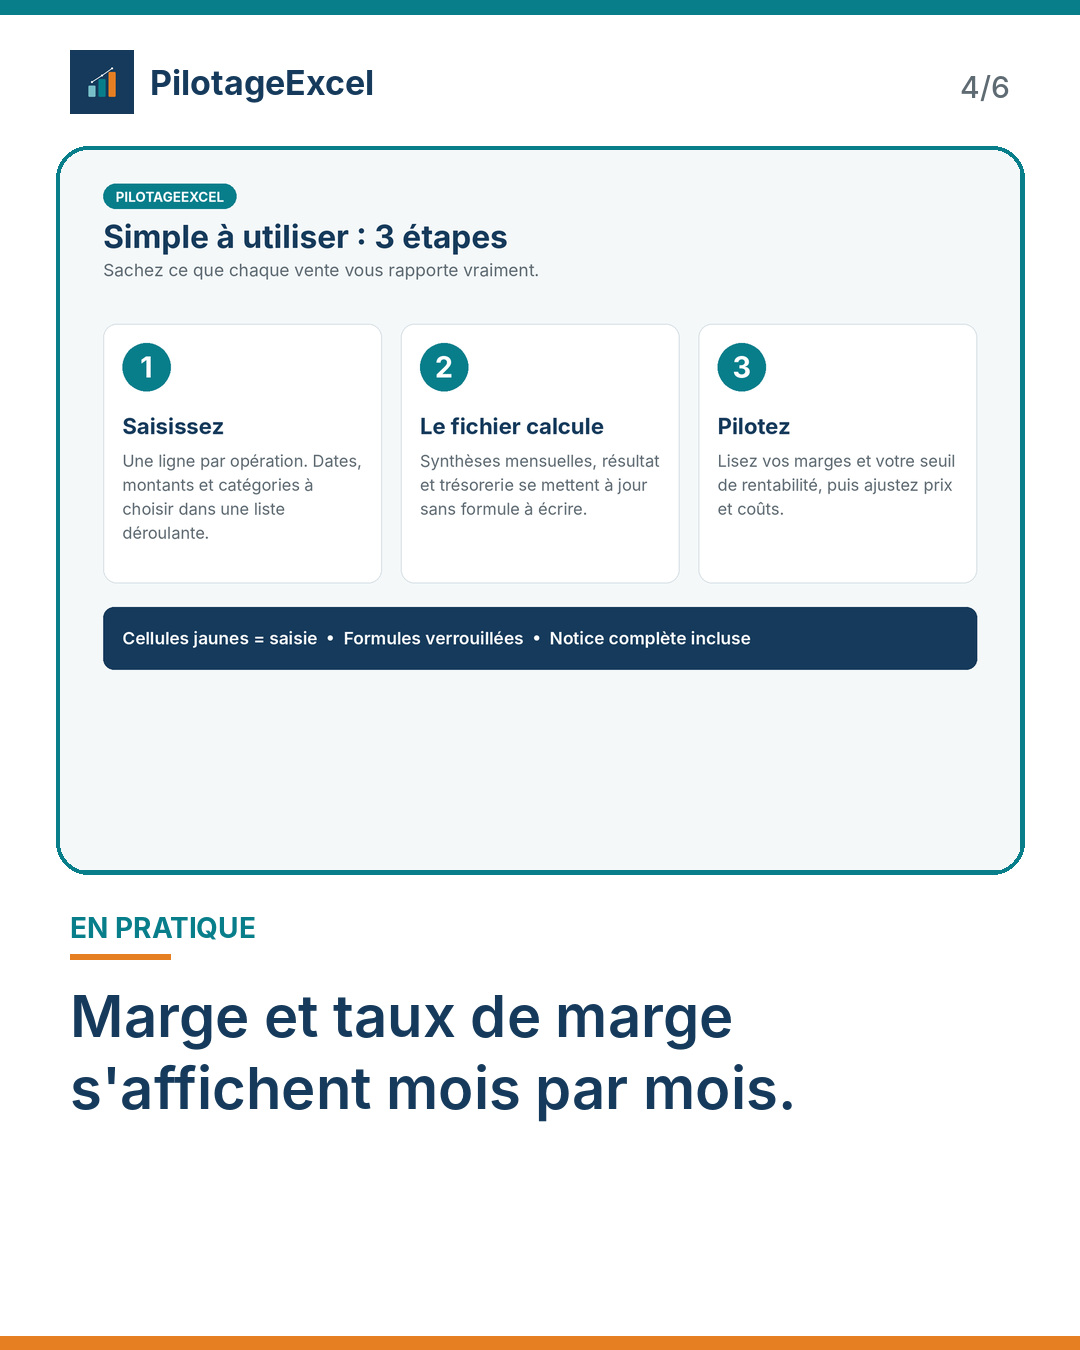 PilotageExcel
4/6
PILOTAGEEXCEL
Simple à utiliser : 3 étapes
Sachez ce que chaque vente vous rapporte vraiment.
1
Saisissez
Une ligne par opération. Dates,
montants et catégories à
choisir dans une liste
déroulante.
2
Le fichier calcule
Synthèses mensuelles, résultat
et trésorerie se mettent à jour
sans formule à écrire.
3
Pilotez
Lisez vos marges et votre seuil
de rentabilité, puis ajustez prix
et coûts.
Cellules jaunes = saisie • Formules verrouillées • Notice complète incluse
EN PRATIQUE
Marge et taux de marge
s'affichent mois par mois.